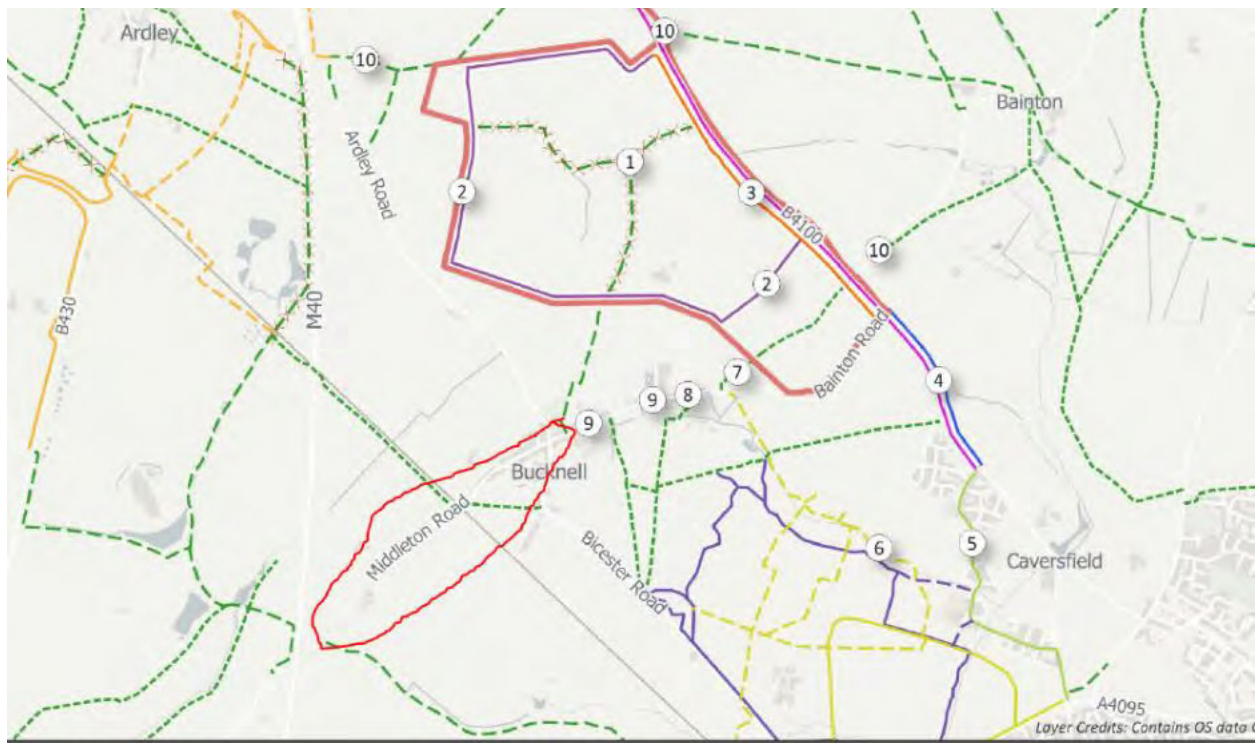 Ardley
10
10
Bainton
Ardley Road
1
2
3
B4100
10
2
B430
M40
Bainton Road
7
4
9
8
9
Bucknell
Middleton Road
Bicester Road
6
5
Caversfield
A4095
Layer Credits: Contains OS data